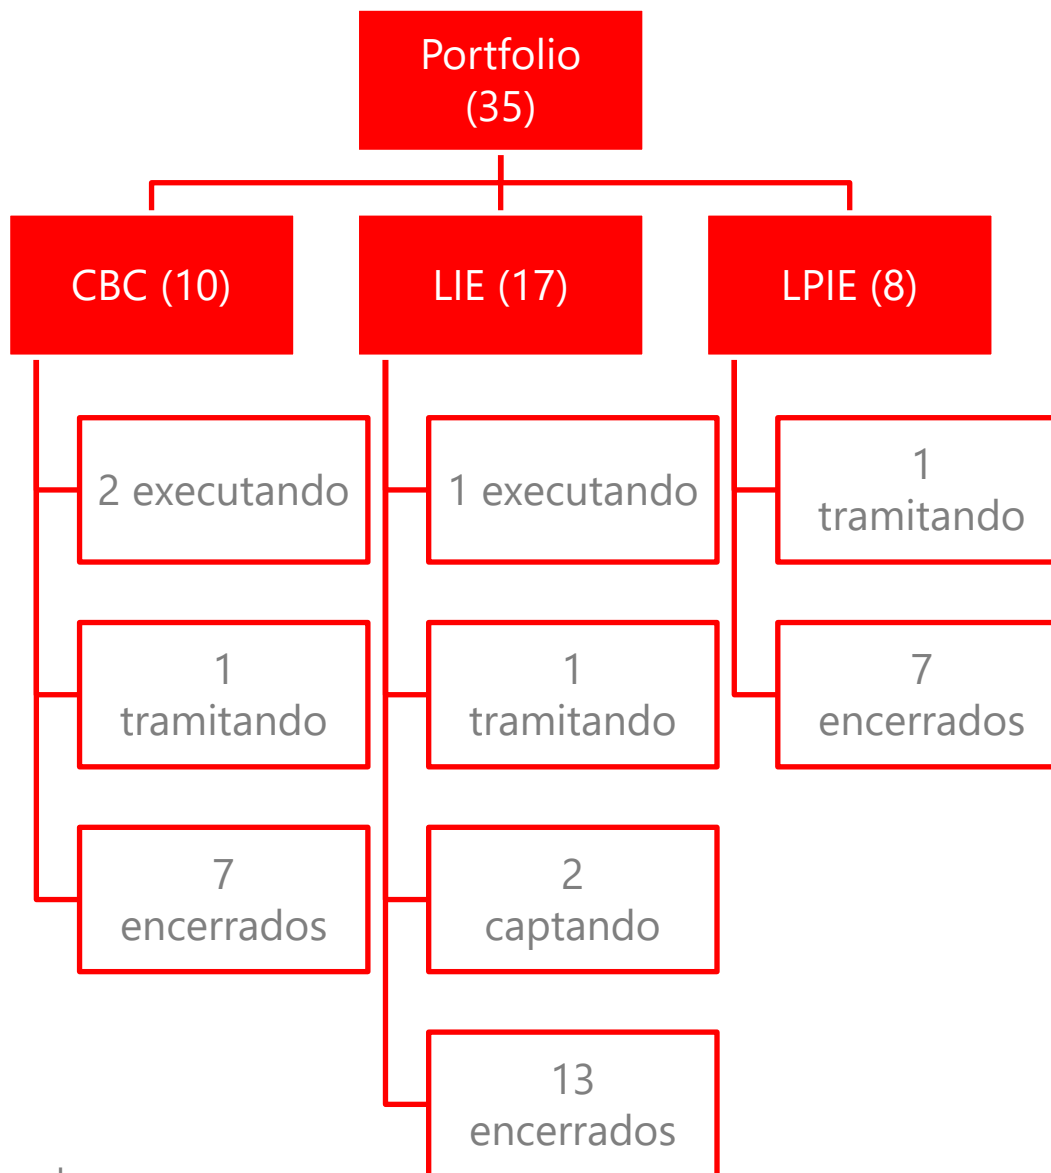 Portfolio
(35)
CBC (10)
LIE (17)
LPIE (8)
2 executando
1 executando
1
tramitando
1
tramitando
1
tramitando
7
encerrados
7
encerrados
2
captando
13
encerrados